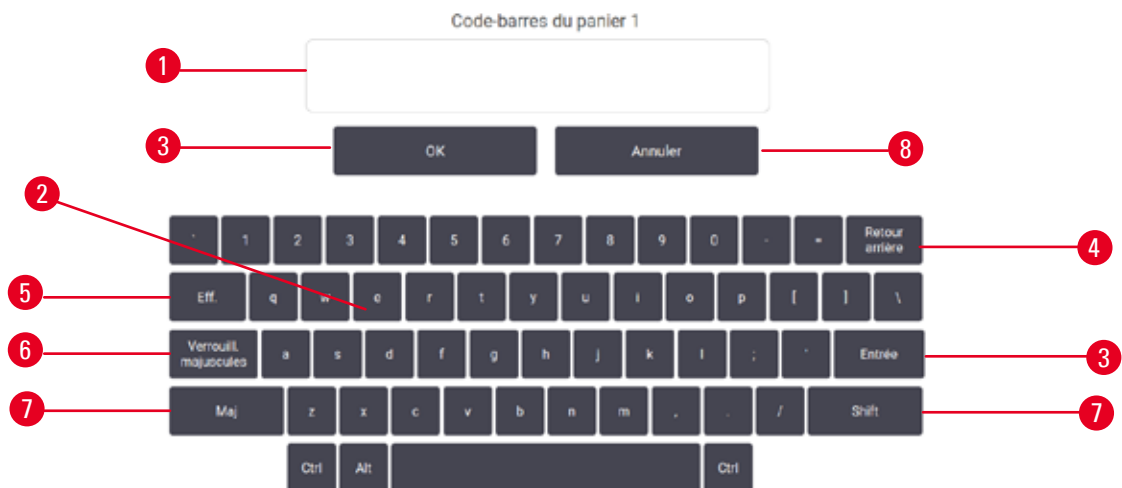 Code-barres du panier 1
1
3 OK Annuler 8
2
` 1 2 3 4 5 6 7 8 9 0 - = Retour arrière 4
5 Eff. q w e r t y u i o p [ ] \
6 Verrouill. majuscules a s d f g h j k l ; ' Entrée 3
7 Maj z x c v b n m , . / Shift 7
Ctrl Alt Ctrl